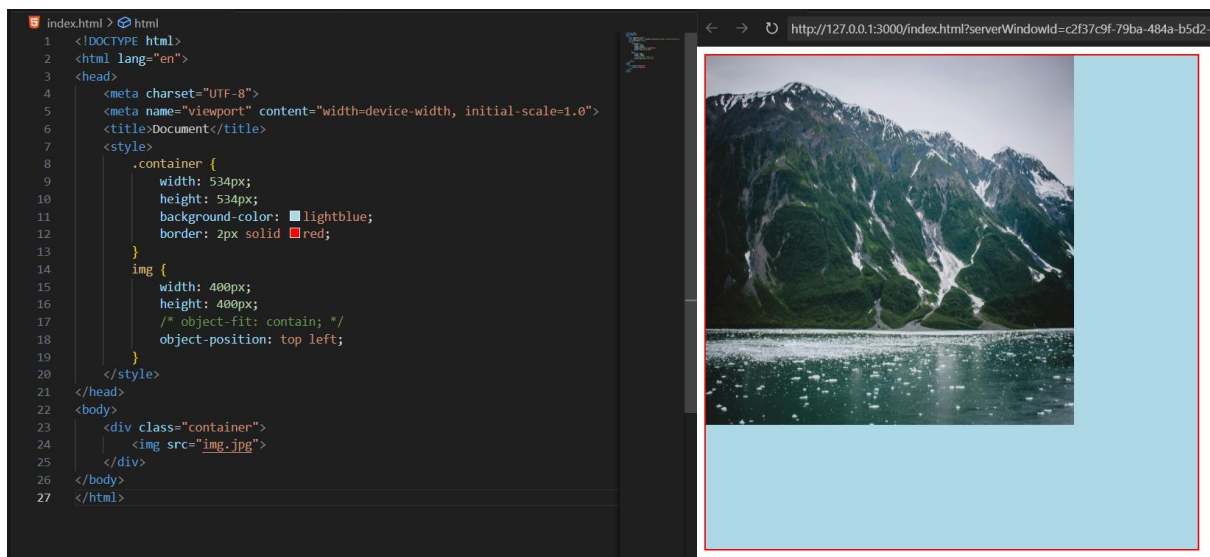 index.html > html
1 <!DOCTYPE html>
2 <html lang="en">
3 <head>
4 <meta charset="UTF-8">
5 <meta name="viewport" content="width=device-width, initial-scale=1.0">
6 <title>Document</title>
7 <style>
8 .container {
9 width: 534px;
10 height: 534px;
11 background-color: lightblue;
12 border: 2px solid red;
13 }
14 img {
15 width: 400px;
16 height: 400px;
17 /* object-fit: contain; */
18 object-position: top left;
19 }
20 </style>
21 </head>
22 <body>
23 <div class="container">
24 <img src="img.jpg">
25 </div>
26 </body>
27 </html>
http://127.0.0.1:3000/index.html?serverWindowId=c2f37c9f-79ba-484a-b5d2-